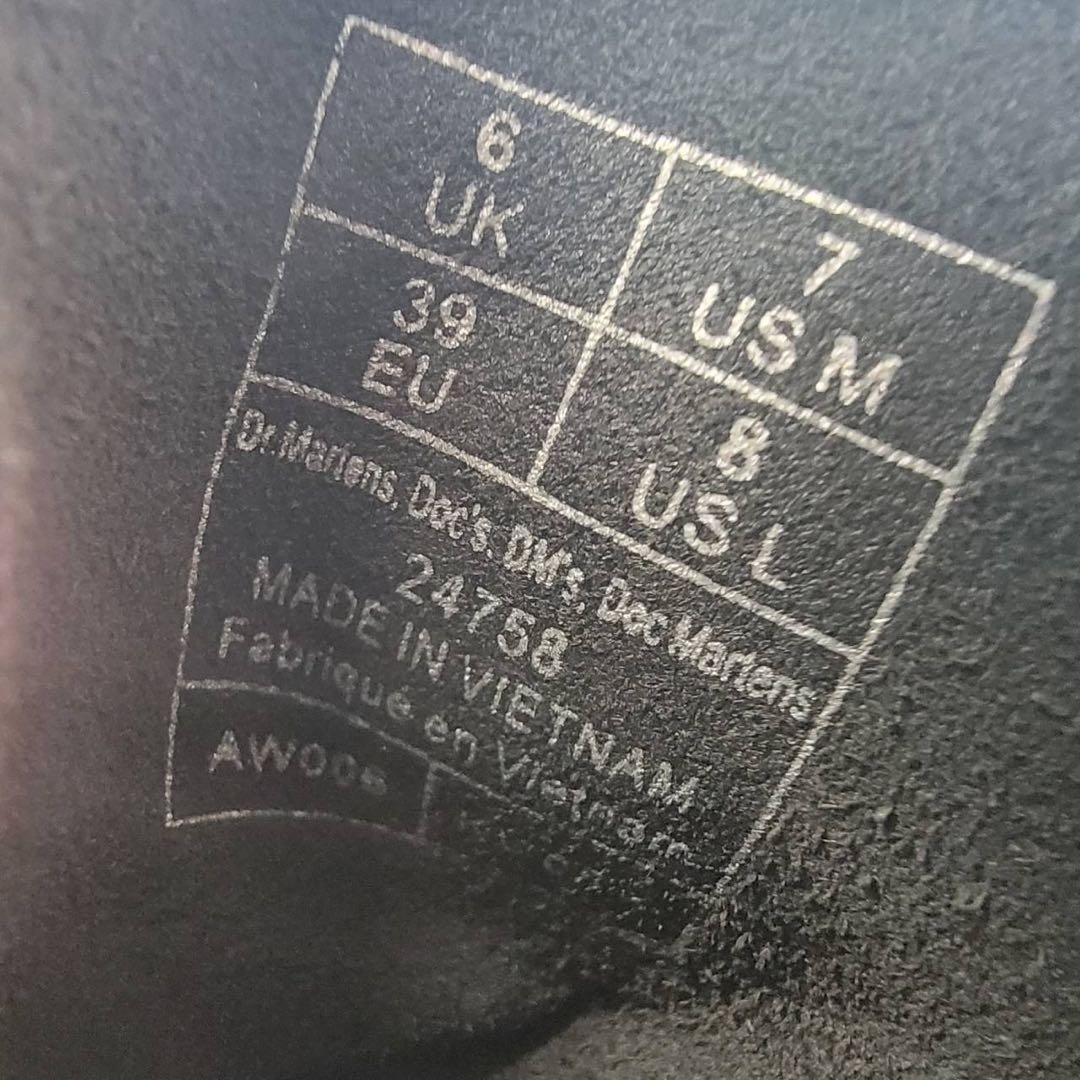 6
UK
7
US M
39
EU
8
US L
Dr. Martens, Doc's, DM's, Doc Martens
24758
MADE IN VIETNAM
Fabriqué en Vietnam